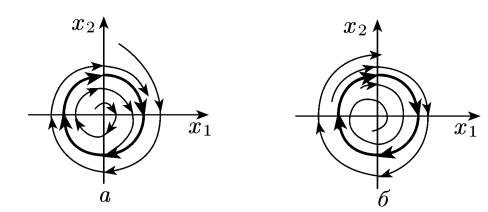 x₂ x₂
x₁ x₁
а б